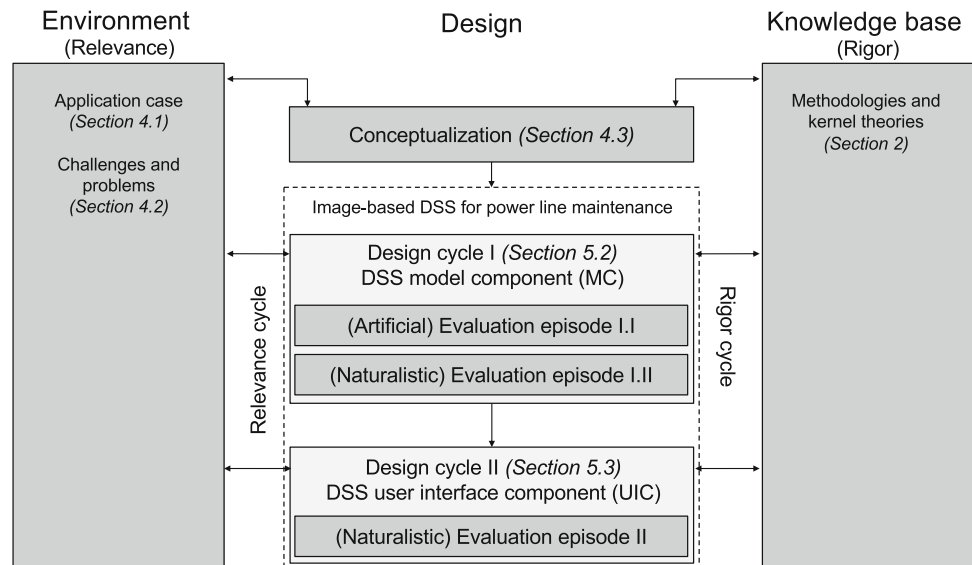 Environment
(Relevance)
Design
Knowledge base
(Rigor)
Application case
(Section 4.1)
Challenges and
problems
(Section 4.2)
Conceptualization (Section 4.3)
Methodologies and
kernel theories
(Section 2)
Image-based DSS for power line maintenance
Design cycle I (Section 5.2)
DSS model component (MC)
(Artificial) Evaluation episode I.I
(Naturalistic) Evaluation episode I.II
Relevance cycle
Rigor cycle
Design cycle II (Section 5.3)
DSS user interface component (UIC)
(Naturalistic) Evaluation episode II